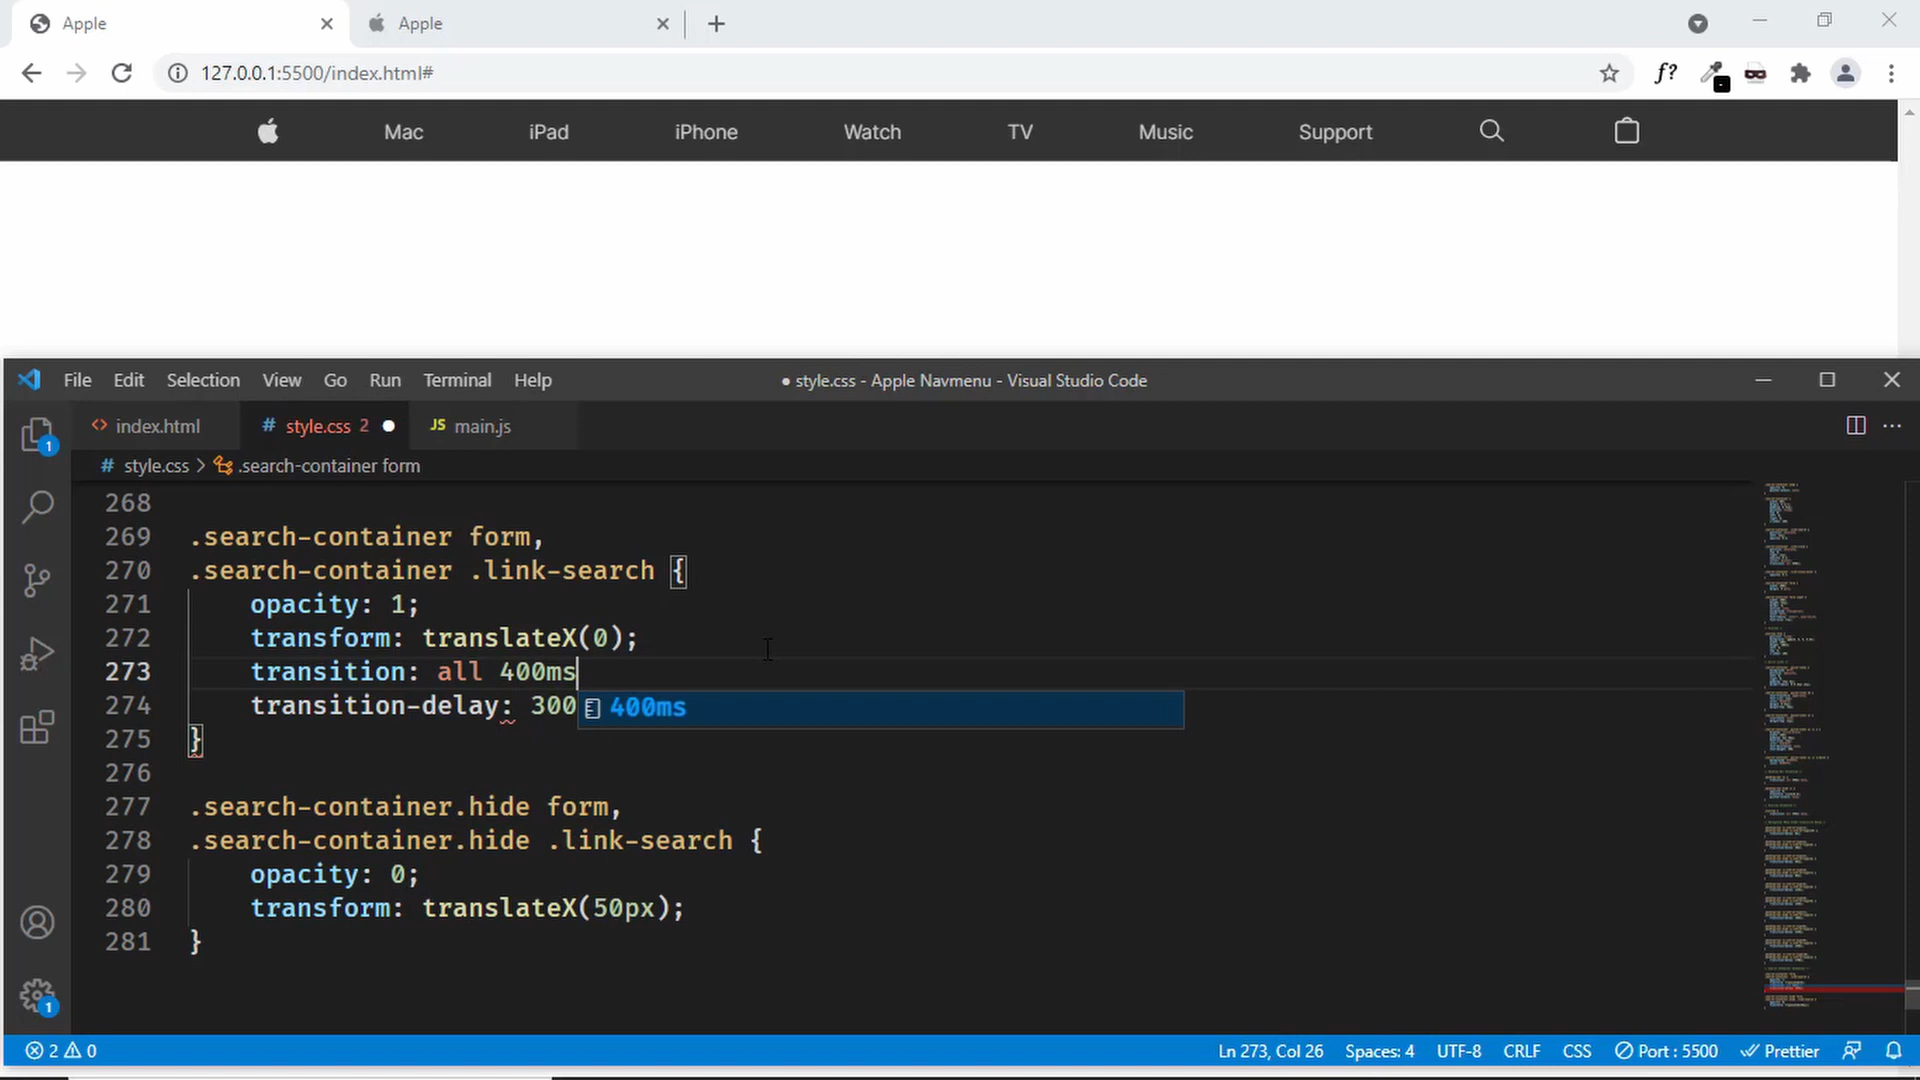 Apple
Apple
127.0.0.1:5500/index.html#
f?
Mac
iPad
iPhone
Watch
TV
Music
Support
File
Edit
Selection
View
Go
Run
Terminal
Help
● style.css - Apple Navmenu - Visual Studio Code
index.html
# style.css 2
JS main.js
# style.css > .search-container form
268
269 .search-container form,
270 .search-container .link-search {
271 opacity: 1;
272 transform: translateX(0);
273 transition: all 400ms
274 transition-delay: 300
400ms
275 }
276
277 .search-container.hide form,
278 .search-container.hide .link-search {
279 opacity: 0;
280 transform: translateX(50px);
281 }
1
1
2 0
Ln 273, Col 26
Spaces: 4
UTF-8
CRLF
CSS
Port : 5500
Prettier